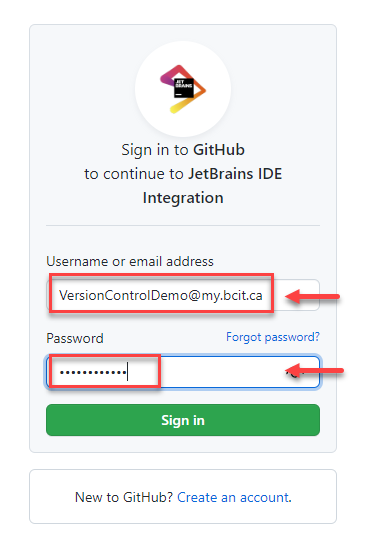 JET
BRAINS
Sign in to GitHub
to continue to JetBrains IDE
Integration
Username or email address
VersionControlDemo@my.bcit.ca
Password Forgot password?
••••••••••••
Sign in
New to GitHub? Create an account.